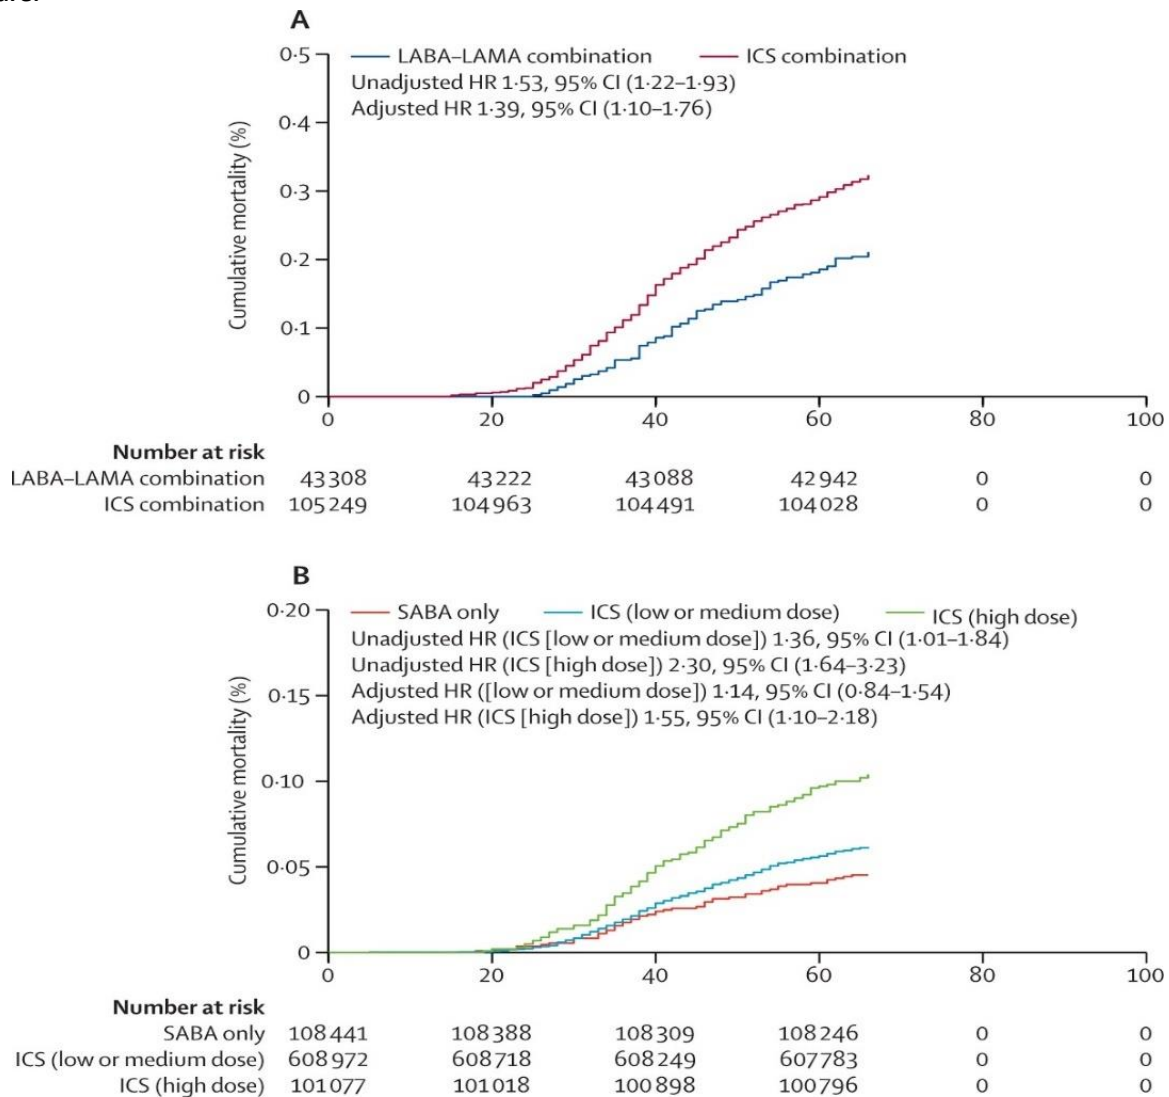 A
LABA–LAMA combination ICS combination
Unadjusted HR 1·53, 95% CI (1·22–1·93)
Adjusted HR 1·39, 95% CI (1·10–1·76)
Cumulative mortality (%)
0·5
0·4
0·3
0·2
0·1
0
0 20 40 60 80 100
Number at risk
LABA–LAMA combination 43308 43222 43088 42942 0 0
ICS combination 105249 104963 104491 104028 0 0
B
SABA only ICS (low or medium dose) ICS (high dose)
Unadjusted HR (ICS [low or medium dose]) 1·36, 95% CI (1·01–1·84)
Unadjusted HR (ICS [high dose]) 2·30, 95% CI (1·64–3·23)
Adjusted HR ([low or medium dose]) 1·14, 95% CI (0·84–1·54)
Adjusted HR (ICS [high dose]) 1·55, 95% CI (1·10–2·18)
Cumulative mortality (%)
0·20
0·15
0·10
0·05
0
0 20 40 60 80 100
Number at risk
SABA only 108441 108388 108309 108246 0 0
ICS (low or medium dose) 608972 608718 608249 607783 0 0
ICS (high dose) 101077 101018 100898 100796 0 0